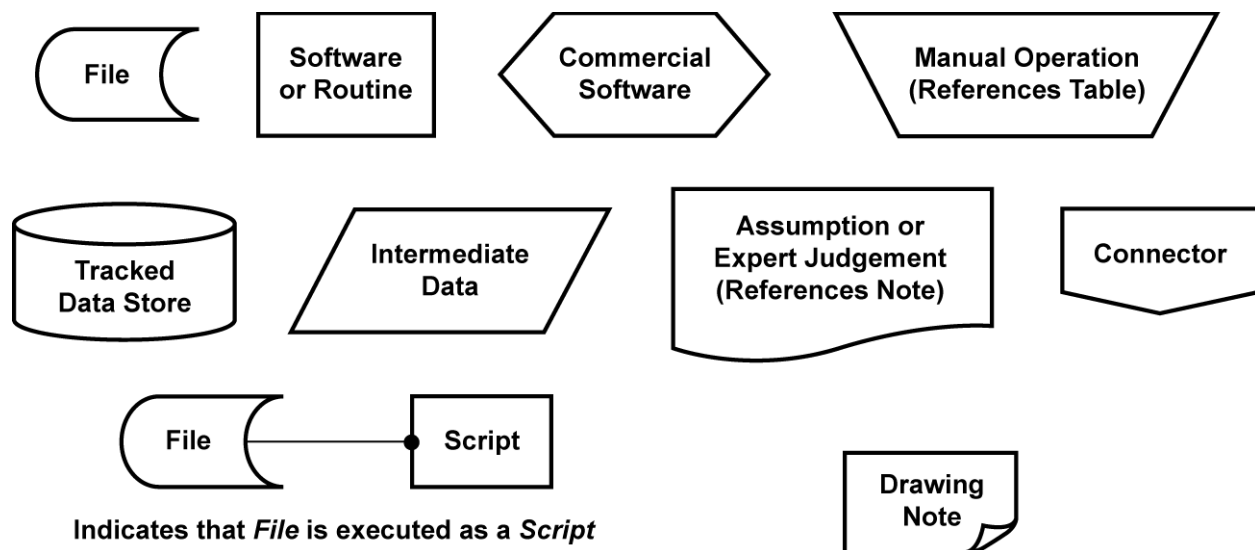 File
Software
or Routine
Commercial
Software
Manual Operation
(References Table)
Tracked
Data Store
Intermediate
Data
Assumption or
Expert Judgement
(References Note)
Connector
File
Script
Indicates that File is executed as a Script
Drawing
Note